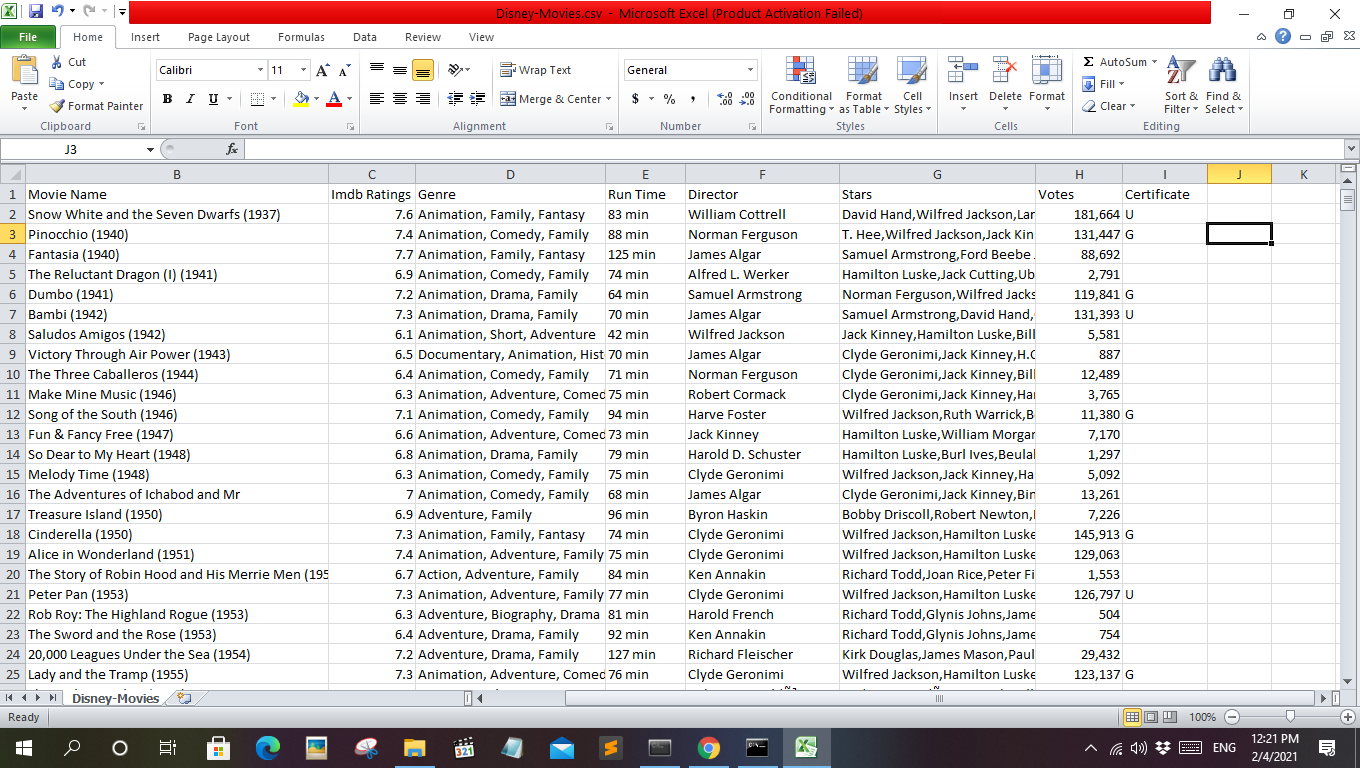 Disney-Movies.csv - Microsoft Excel (Product Activation Failed)
File Home Insert Page Layout Formulas Data Review View
Paste Cut Copy Format Painter Clipboard
Calibri 11 A A B I U A Font
Wrap Text Merge & Center Alignment
General $ % , .0 .00 .00 .0 Number
Conditional Formatting Format as Table Cell Styles Styles
Insert Delete Format Cells
Σ AutoSum Fill Clear Sort & Filter Find & Select Editing
J3 fx
B C D E F G H I J K
1 Movie Name Imdb Ratings Genre Run Time Director Stars Votes Certificate
2 Snow White and the Seven Dwarfs (1937) 7.6 Animation, Family, Fantasy 83 min William Cottrell David Hand,Wilfred Jackson,Lar 181,664 U
3 Pinocchio (1940) 7.4 Animation, Comedy, Family 88 min Norman Ferguson T. Hee,Wilfred Jackson,Jack Kin 131,447 G
4 Fantasia (1940) 7.7 Animation, Family, Fantasy 125 min James Algar Samuel Armstrong,Ford Beebe 88,692
5 The Reluctant Dragon (I) (1941) 6.9 Animation, Comedy, Family 74 min Alfred L. Werker Hamilton Luske,Jack Cutting,Ub 2,791
6 Dumbo (1941) 7.2 Animation, Drama, Family 64 min Samuel Armstrong Norman Ferguson,Wilfred Jacks 119,841 G
7 Bambi (1942) 7.3 Animation, Drama, Family 70 min James Algar Samuel Armstrong,David Hand, 131,393 U
8 Saludos Amigos (1942) 6.1 Animation, Short, Adventure 42 min Wilfred Jackson Jack Kinney,Hamilton Luske,Bill 5,581
9 Victory Through Air Power (1943) 6.5 Documentary, Animation, Hist 70 min James Algar Clyde Geronimi,Jack Kinney,H.C 887
10 The Three Caballeros (1944) 6.4 Animation, Comedy, Family 71 min Norman Ferguson Clyde Geronimi,Jack Kinney,Bill 12,489
11 Make Mine Music (1946) 6.3 Animation, Adventure, Comed 75 min Robert Cormack Clyde Geronimi,Jack Kinney,Ha 3,765
12 Song of the South (1946) 7.1 Animation, Comedy, Family 94 min Harve Foster Wilfred Jackson,Ruth Warrick,B 11,380 G
13 Fun & Fancy Free (1947) 6.6 Animation, Adventure, Comed 73 min Jack Kinney Hamilton Luske,William Morgan 7,170
14 So Dear to My Heart (1948) 6.8 Animation, Drama, Family 79 min Harold D. Schuster Hamilton Luske,Burl Ives,Beulah 1,297
15 Melody Time (1948) 6.3 Animation, Comedy, Family 75 min Clyde Geronimi Wilfred Jackson,Jack Kinney,Ha 5,092
16 The Adventures of Ichabod and Mr 7 Animation, Comedy, Family 68 min James Algar Clyde Geronimi,Jack Kinney,Bin 13,261
17 Treasure Island (1950) 6.9 Adventure, Family 96 min Byron Haskin Bobby Driscoll,Robert Newton, 7,226
18 Cinderella (1950) 7.3 Animation, Family, Fantasy 74 min Clyde Geronimi Wilfred Jackson,Hamilton Luske 145,913 G
19 Alice in Wonderland (1951) 7.4 Animation, Adventure, Family 75 min Clyde Geronimi Wilfred Jackson,Hamilton Luske 129,063
20 The Story of Robin Hood and His Merrie Men (195 6.7 Action, Adventure, Family 84 min Ken Annakin Richard Todd,Joan Rice,Peter Fi 1,553
21 Peter Pan (1953) 7.3 Animation, Adventure, Family 77 min Clyde Geronimi Wilfred Jackson,Hamilton Luske 126,797 U
22 Rob Roy: The Highland Rogue (1953) 6.3 Adventure, Biography, Drama 81 min Harold French Richard Todd,Glynis Johns,Jame 504
23 The Sword and the Rose (1953) 6.4 Adventure, Drama, Family 92 min Ken Annakin Richard Todd,Glynis Johns,Jame 754
24 20,000 Leagues Under the Sea (1954) 7.2 Adventure, Drama, Family 127 min Richard Fleischer Kirk Douglas,James Mason,Paul 29,432
25 Lady and the Tramp (1955) 7.3 Animation, Adventure, Comed 76 min Clyde Geronimi Wilfred Jackson,Hamilton Luske 123,137 G
Disney-Movies
Ready 100%
321 ENG 12:21 PM
2/4/2021